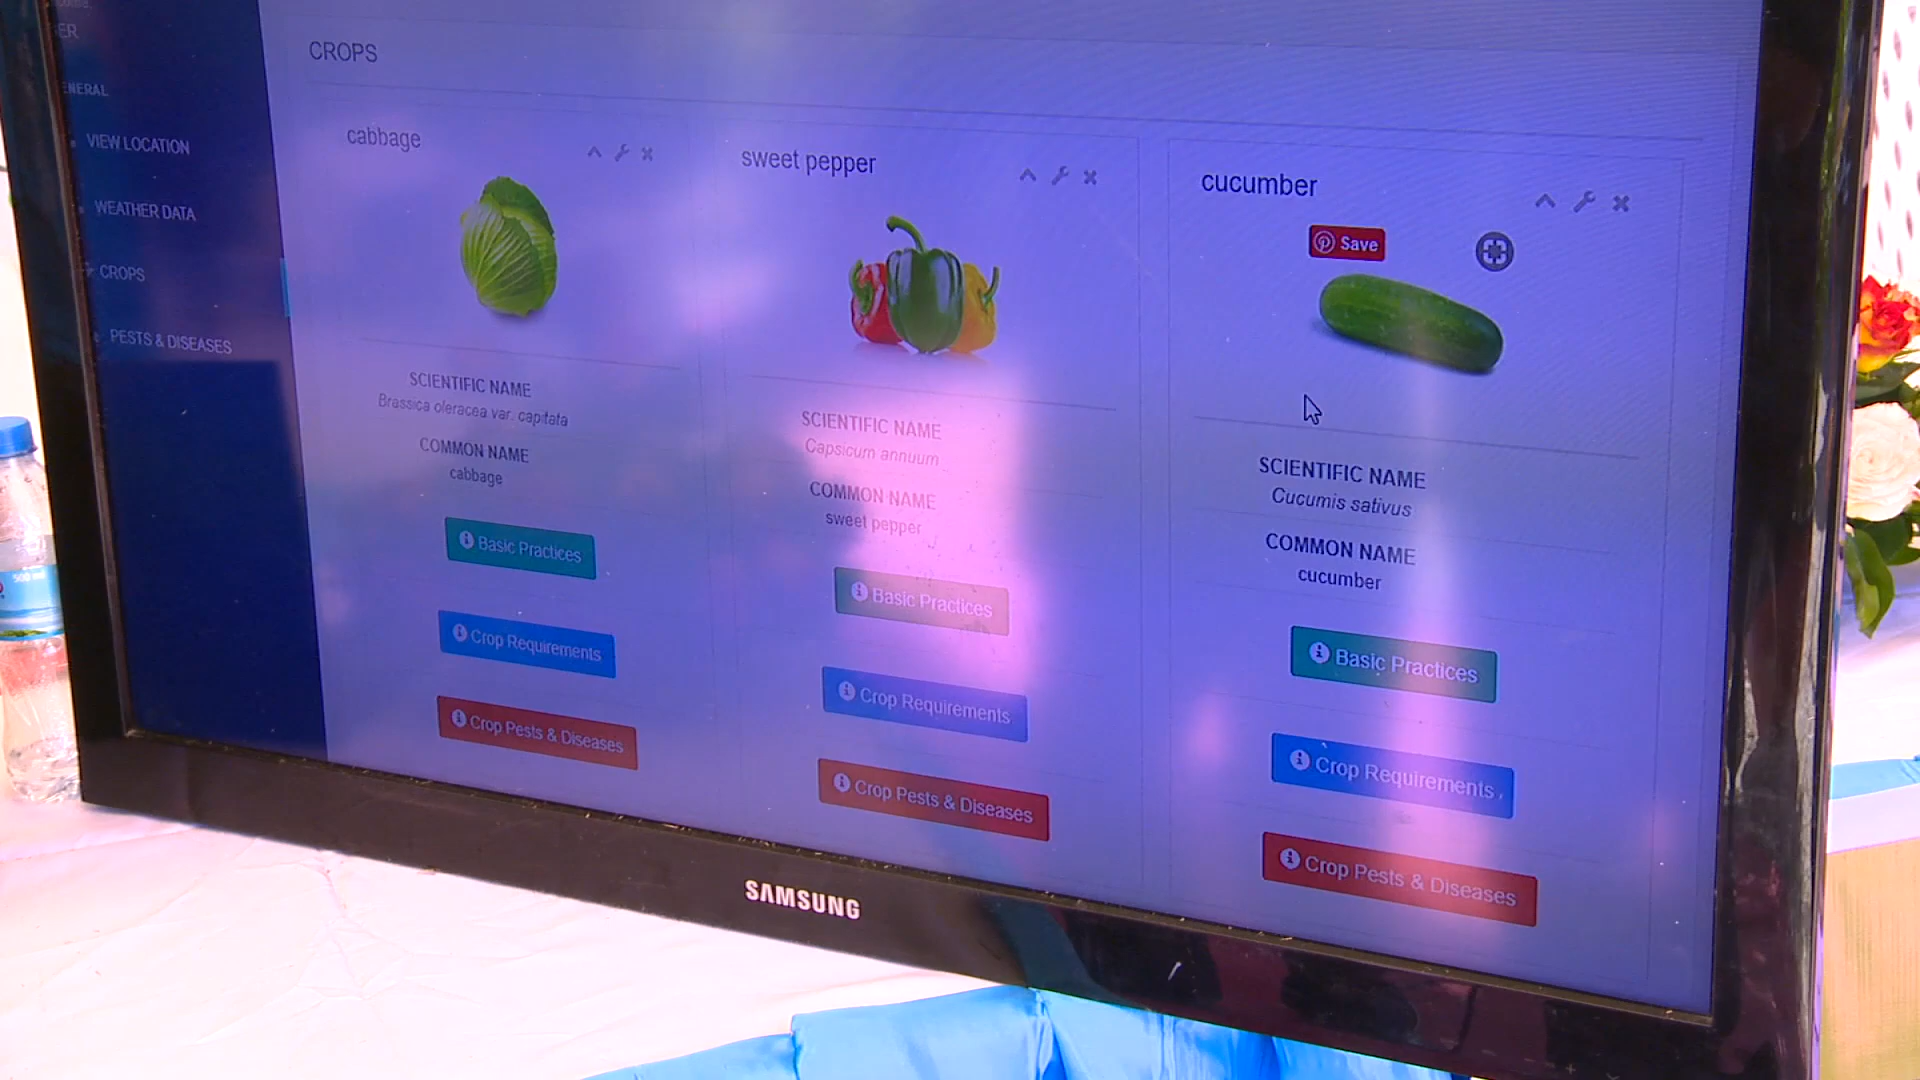 CROPS
ENERAL
VIEW LOCATION
WEATHER DATA
CROPS
PESTS & DISEASES
cabbage
SCIENTIFIC NAME
Brassica oleracea var. capitata
COMMON NAME
cabbage
Basic Practices
Crop Requirements
Crop Pests & Diseases
sweet pepper
SCIENTIFIC NAME
Capsicum annuum
COMMON NAME
sweet pepper
Basic Practices
Crop Requirements
Crop Pests & Diseases
cucumber
Save
SCIENTIFIC NAME
Cucumis sativus
COMMON NAME
cucumber
Basic Practices
Crop Requirements
Crop Pests & Diseases
SAMSUNG
500 ml